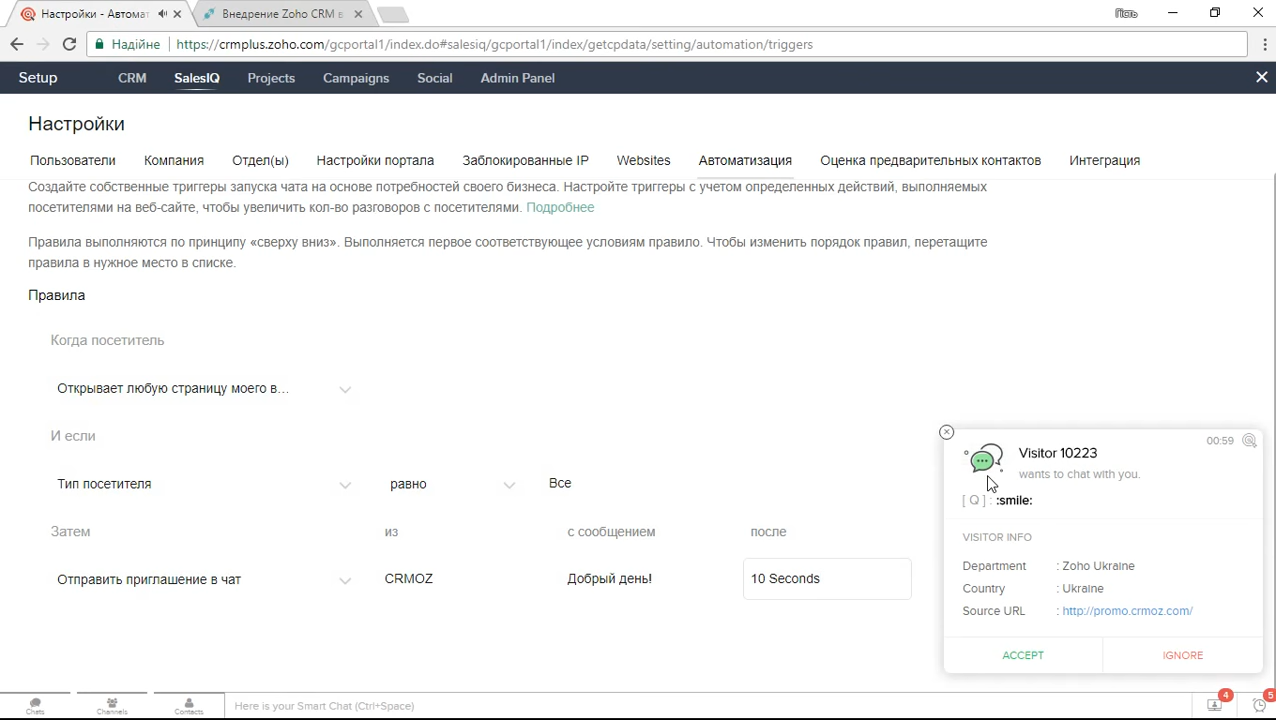 Настройки - Автомат
Внедрение Zoho CRM в
Гість
Надійне
https://crmplus.zoho.com/gcportal1/index.do#salesiq/gcportal1/index/getcpdata/setting/automation/triggers
Setup CRM SalesIQ Projects Campaigns Social Admin Panel
Настройки
Пользователи Компания Отдел(ы) Настройки портала Заблокированные IP Websites Автоматизация Оценка предварительных контактов Интеграция
Создайте собственные триггеры запуска чата на основе потребностей своего бизнеса. Настройте триггеры с учетом определенных действий, выполняемых
посетителями на веб-сайте, чтобы увеличить кол-во разговоров с посетителями. Подробнее
Правила выполняются по принципу «сверху вниз». Выполняется первое соответствующее условиям правило. Чтобы изменить порядок правил, перетащите
правила в нужное место в списке.
Правила
Когда посетитель
Открывает любую страницу моего в...
И если
Тип посетителя равно Все
Затем из с сообщением после
Отправить приглашение в чат CRMOZ Добрый день! 10 Seconds
00:59
Visitor 10223
wants to chat with you.
[ Q ] : :smile:
VISITOR INFO
Department : Zoho Ukraine
Country : Ukraine
Source URL : http://promo.crmoz.com/
ACCEPT IGNORE
Chats Channels Contacts
Here is your Smart Chat (Ctrl+Space)
4
5